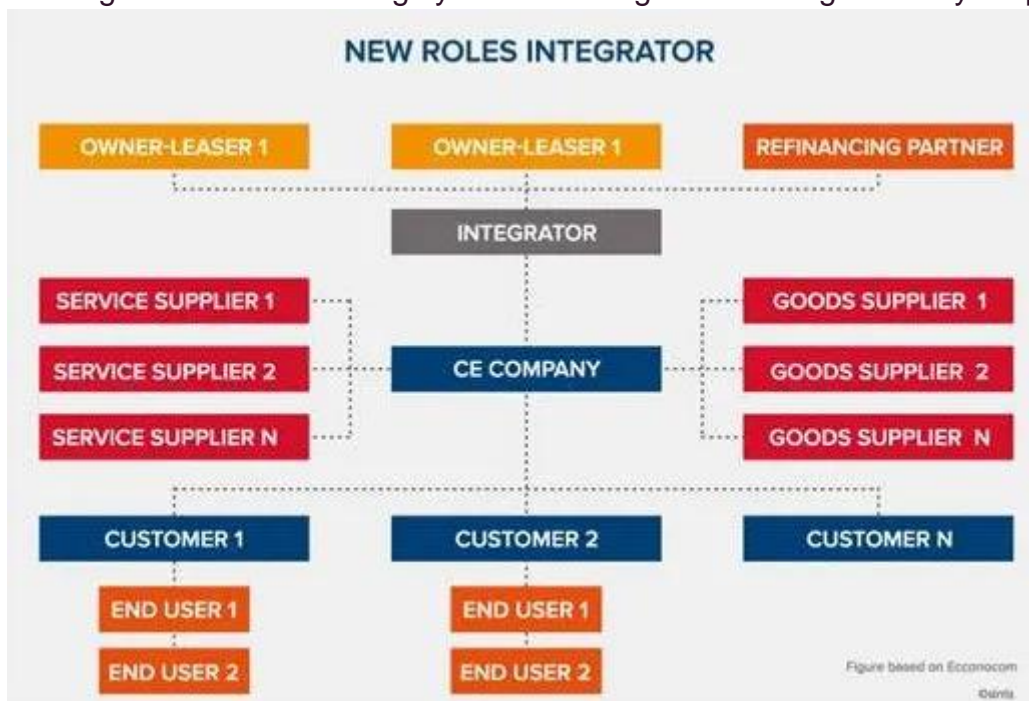 NEW ROLES INTEGRATOR
OWNER-LEASER 1
OWNER-LEASER 1
REFINANCING PARTNER
INTEGRATOR
SERVICE SUPPLIER 1
GOODS SUPPLIER 1
SERVICE SUPPLIER 2
CE COMPANY
GOODS SUPPLIER 2
SERVICE SUPPLIER N
GOODS SUPPLIER N
CUSTOMER 1
CUSTOMER 2
CUSTOMER N
END USER 1
END USER 1
END USER 2
END USER 2
Figure based on Ecconocom